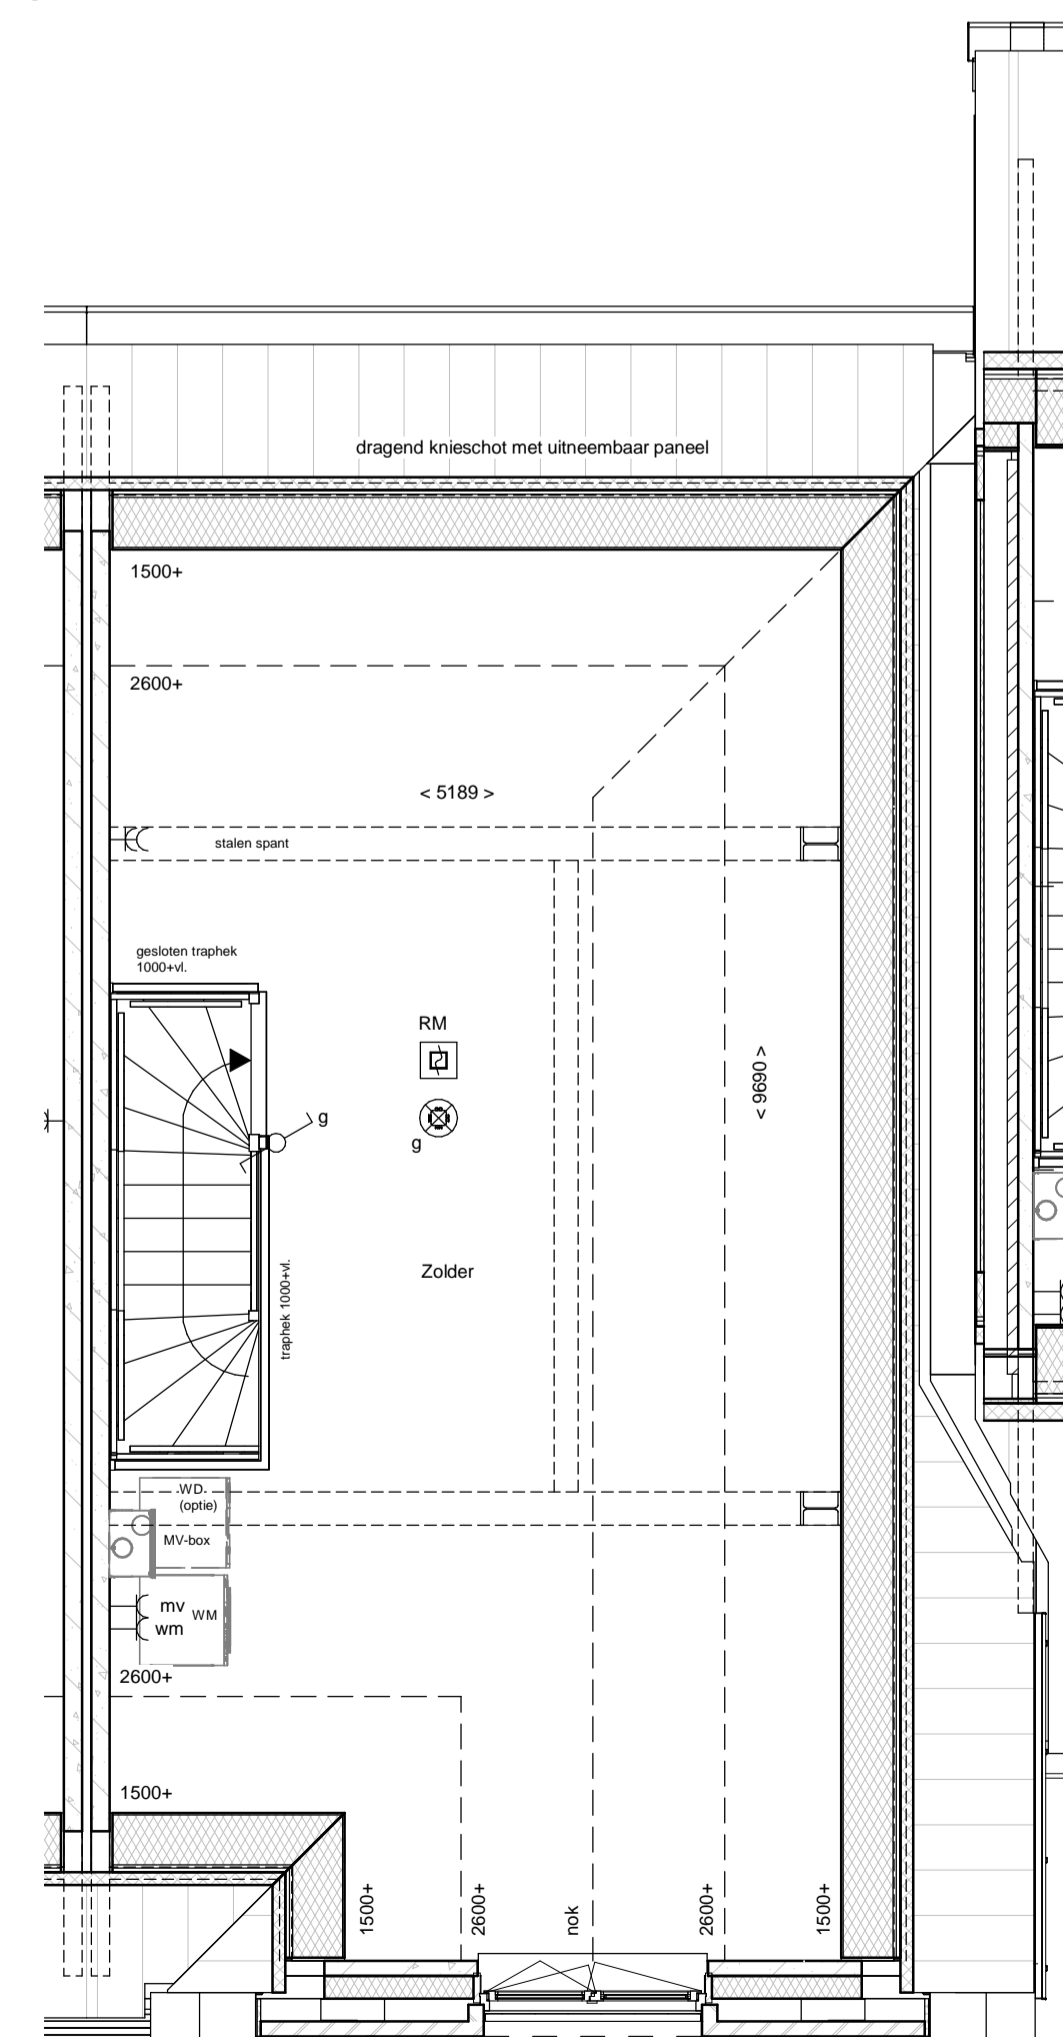 dragend knieschot met uitneembaar paneel
1500+
2600+
< 5189 >
stalen spant
gesloten traphek
1000+vl.
RM
g
g
< 9690 >
Zolder
traphek 1000+vl.
WD
(optie)
MV-box
mv
WM
wm
2600+
1500+
1500+
2600+
nok
2600+
1500+